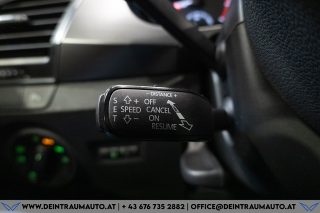 - DISTANCE +
S + OFF
E SPEED CANCEL
T - ON
RESUME
WWW.DEINTRAUMAUTO.AT | + 43 676 735 2882 | OFFICE@DEINTRAUMAUTO.AT